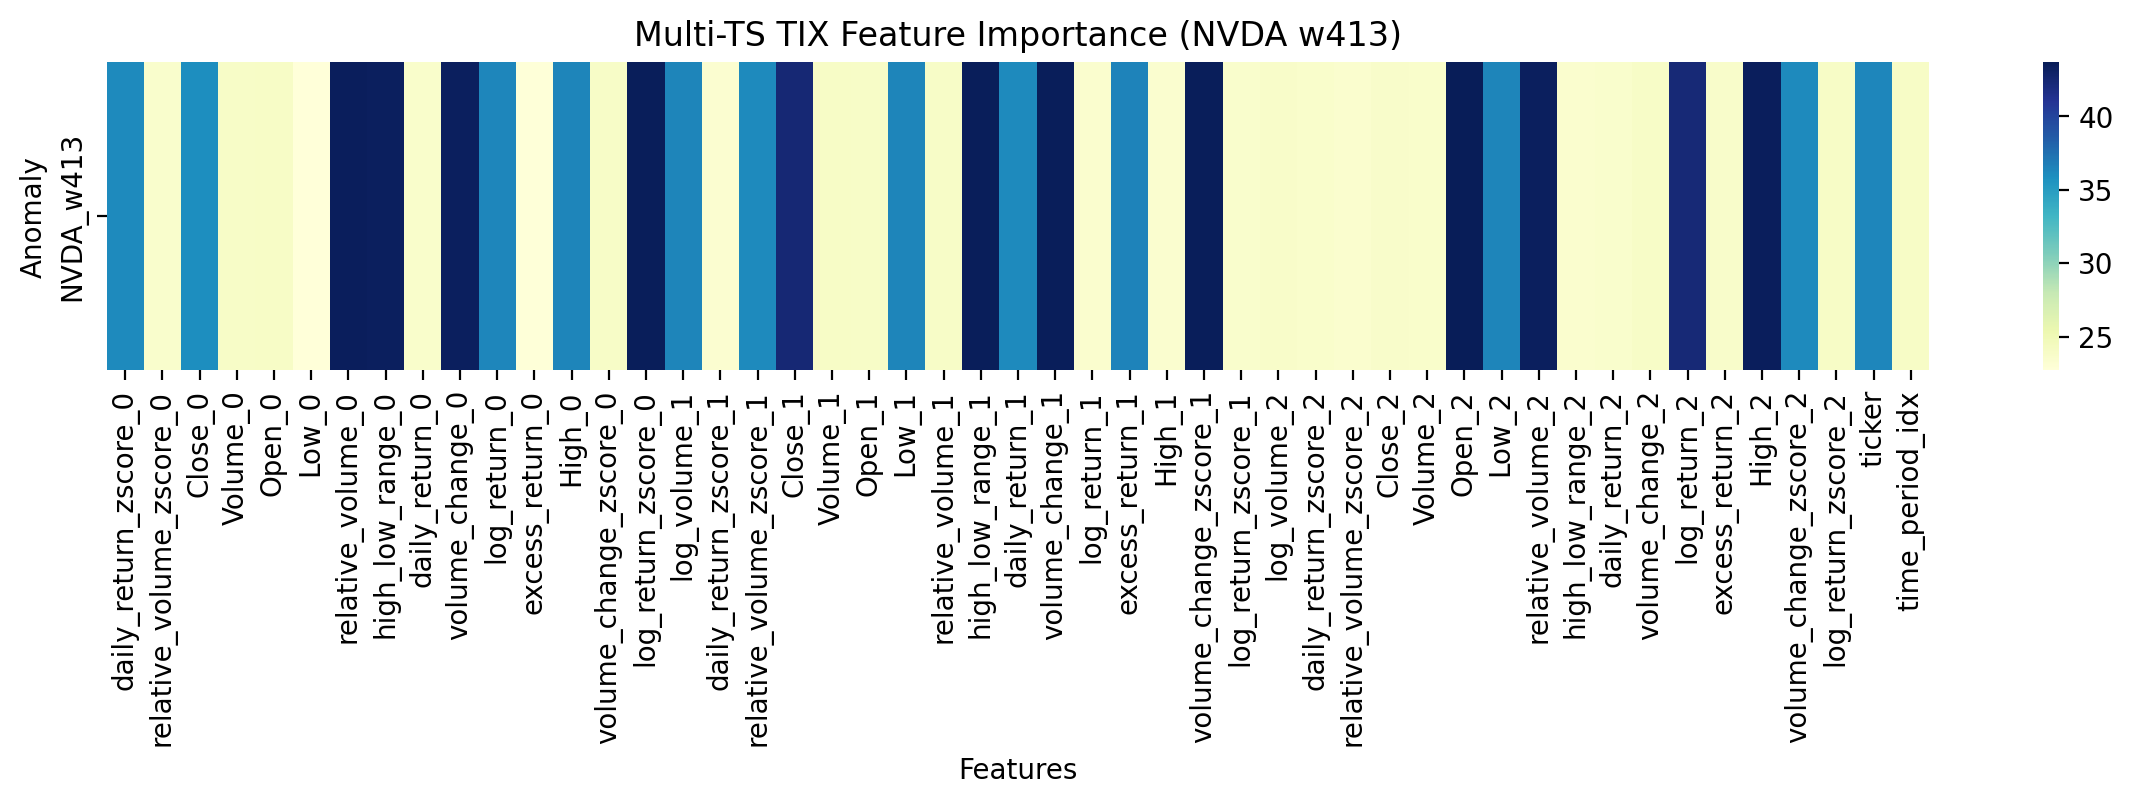 Multi-TS TIX Feature Importance (NVDA w413)
Anomaly
NVDA_w413
40
35
30
25
daily_return_zscore_0
relative_volume_zscore_0
Close_0
Volume_0
Open_0
Low_0
relative_volume_0
high_low_range_0
daily_return_0
volume_change_0
log_return_0
excess_return_0
High_0
volume_change_zscore_0
log_return_zscore_0
log_volume_1
daily_return_zscore_1
relative_volume_zscore_1
Close_1
Volume_1
Open_1
Low_1
relative_volume_1
high_low_range_1
daily_return_1
volume_change_1
log_return_1
excess_return_1
High_1
volume_change_zscore_1
log_return_zscore_1
log_volume_2
daily_return_zscore_2
relative_volume_zscore_2
Close_2
Volume_2
Open_2
Low_2
relative_volume_2
high_low_range_2
daily_return_2
volume_change_2
log_return_2
excess_return_2
High_2
volume_change_zscore_2
log_return_zscore_2
ticker
time_period_idx
Features